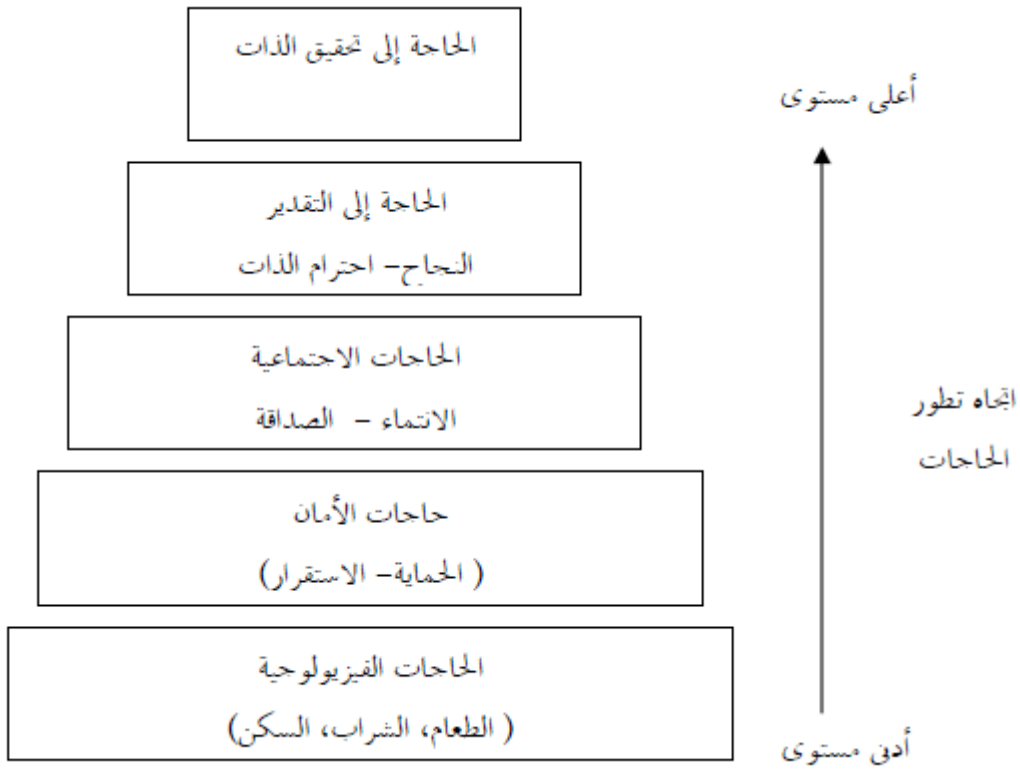 الحاجة إلى تحقيق الذات
أعلى مستوى
الحاجة إلى التقدير
النجاح- احترام الذات
الحاجات الاجتماعية
الانتماء - الصداقة
اتجاه تطور
الحاجات
حاجات الأمان
( الحماية- الاستقرار)
الحاجات الفيزيولوجية
( الطعام، الشراب، السكن)
أدنى مستوى